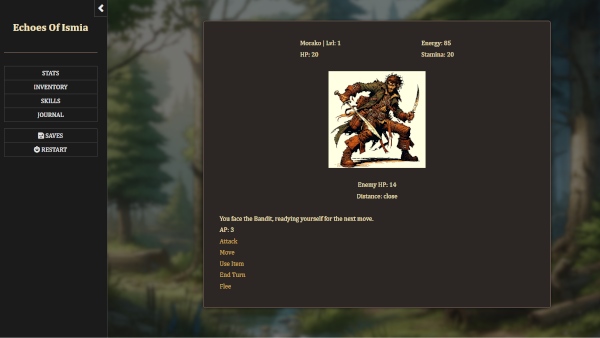 Echoes Of Ismia
STATS
INVENTORY
SKILLS
JOURNAL
SAVES
RESTART
Morako | Lvl: 1
Energy: 85
HP: 20
Stamina: 20
Enemy HP: 14
Distance: close
You face the Bandit, readying yourself for the next move.
AP: 3
Attack
Move
Use Item
End Turn
Flee